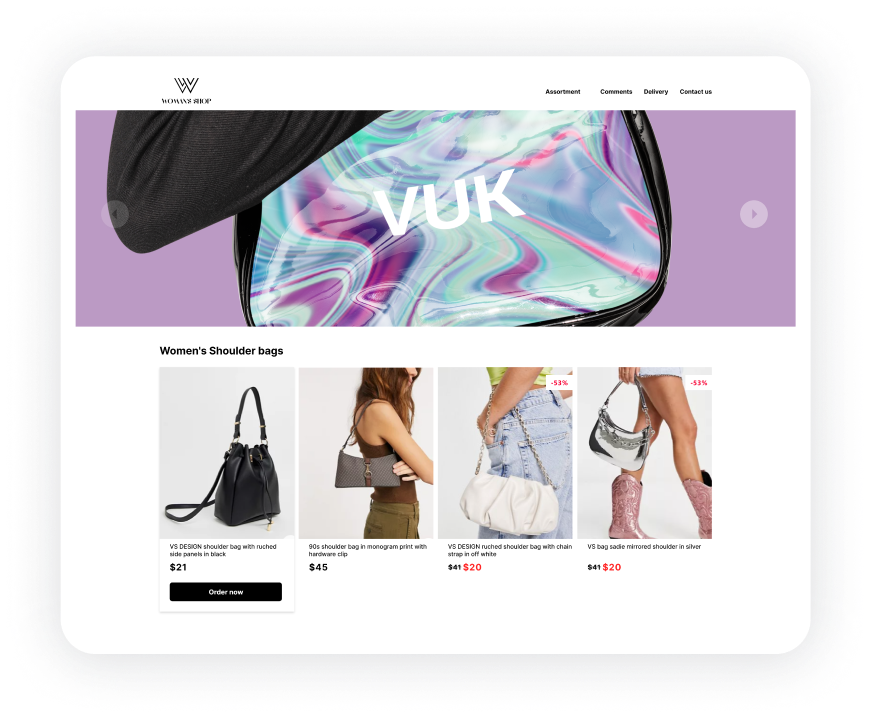 WOMAN'S SHOP
Assortment Comments Delivery Contact us
VUK
Women's Shoulder bags
-53% -53%
VS DESIGN shoulder bag with ruched
side panels in black
$21
Order now
90s shoulder bag in monogram print with
hardware clip
$45
VS DESIGN ruched shoulder bag with chain
strap in off white
$41 $20
VS bag sadie mirrored shoulder in silver
$41 $20